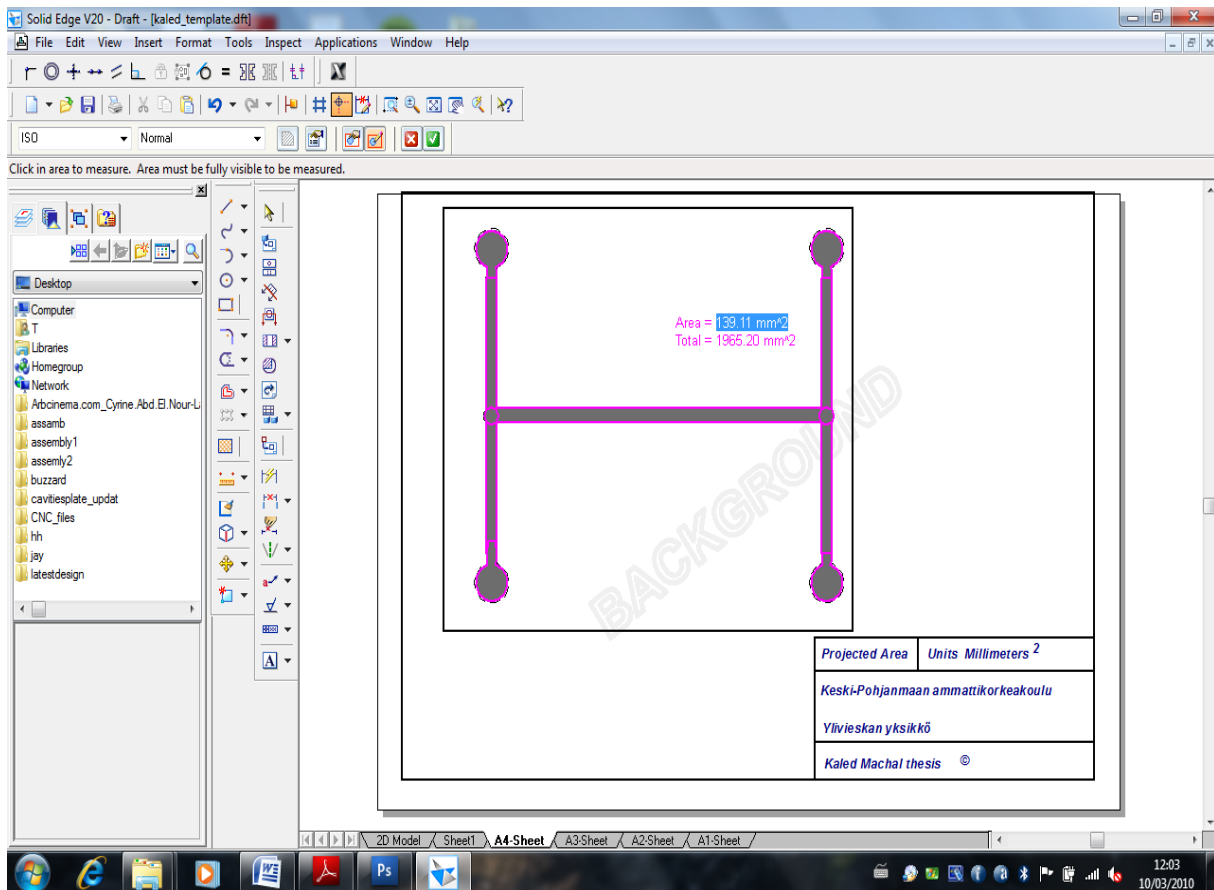 Solid Edge V20 - Draft - [kaled_template.dft]
File Edit View Insert Format Tools Inspect Applications Window Help
ISO Normal
Click in area to measure. Area must be fully visible to be measured.
Desktop
Computer
T
Libraries
Homegroup
Network
Arbcinema.com_Cyrine.Abd.El.Nour-L
assamb
assembly1
assemly2
buzzard
cavitiesplate_updat
CNC_files
hh
jay
latestdesign
Area = 139.11 mm^2
Total = 1965.20 mm^2
BACKGROUND
Projected Area Units Millimeters 2
Keski-Pohjanmaan ammattikorkeakoulu
Ylivieskan yksikkö
Kaled Machal thesis ©
2D Model Sheet1 A4-Sheet A3-Sheet A2-Sheet A1-Sheet
Ps
12:03
10/03/2010